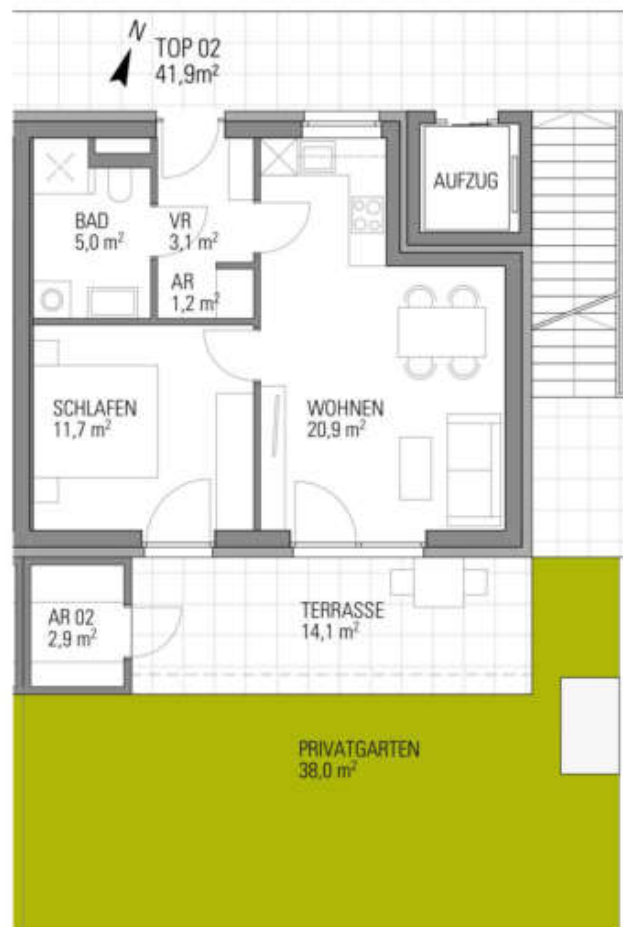 N
TOP 02
41,9m²
AUFZUG
BAD
5,0 m²
VR
3,1 m²
AR
1,2 m²
SCHLAFEN
11,7 m²
WOHNEN
20,9 m²
AR 02
2,9 m²
TERRASSE
14,1 m²
PRIVATGARTEN
38,0 m²